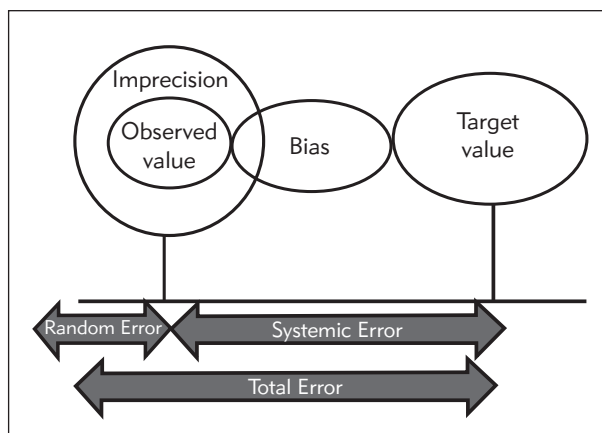 Imprecision
Observed
value
Bias
Target
value
Random Error
Systemic Error
Total Error